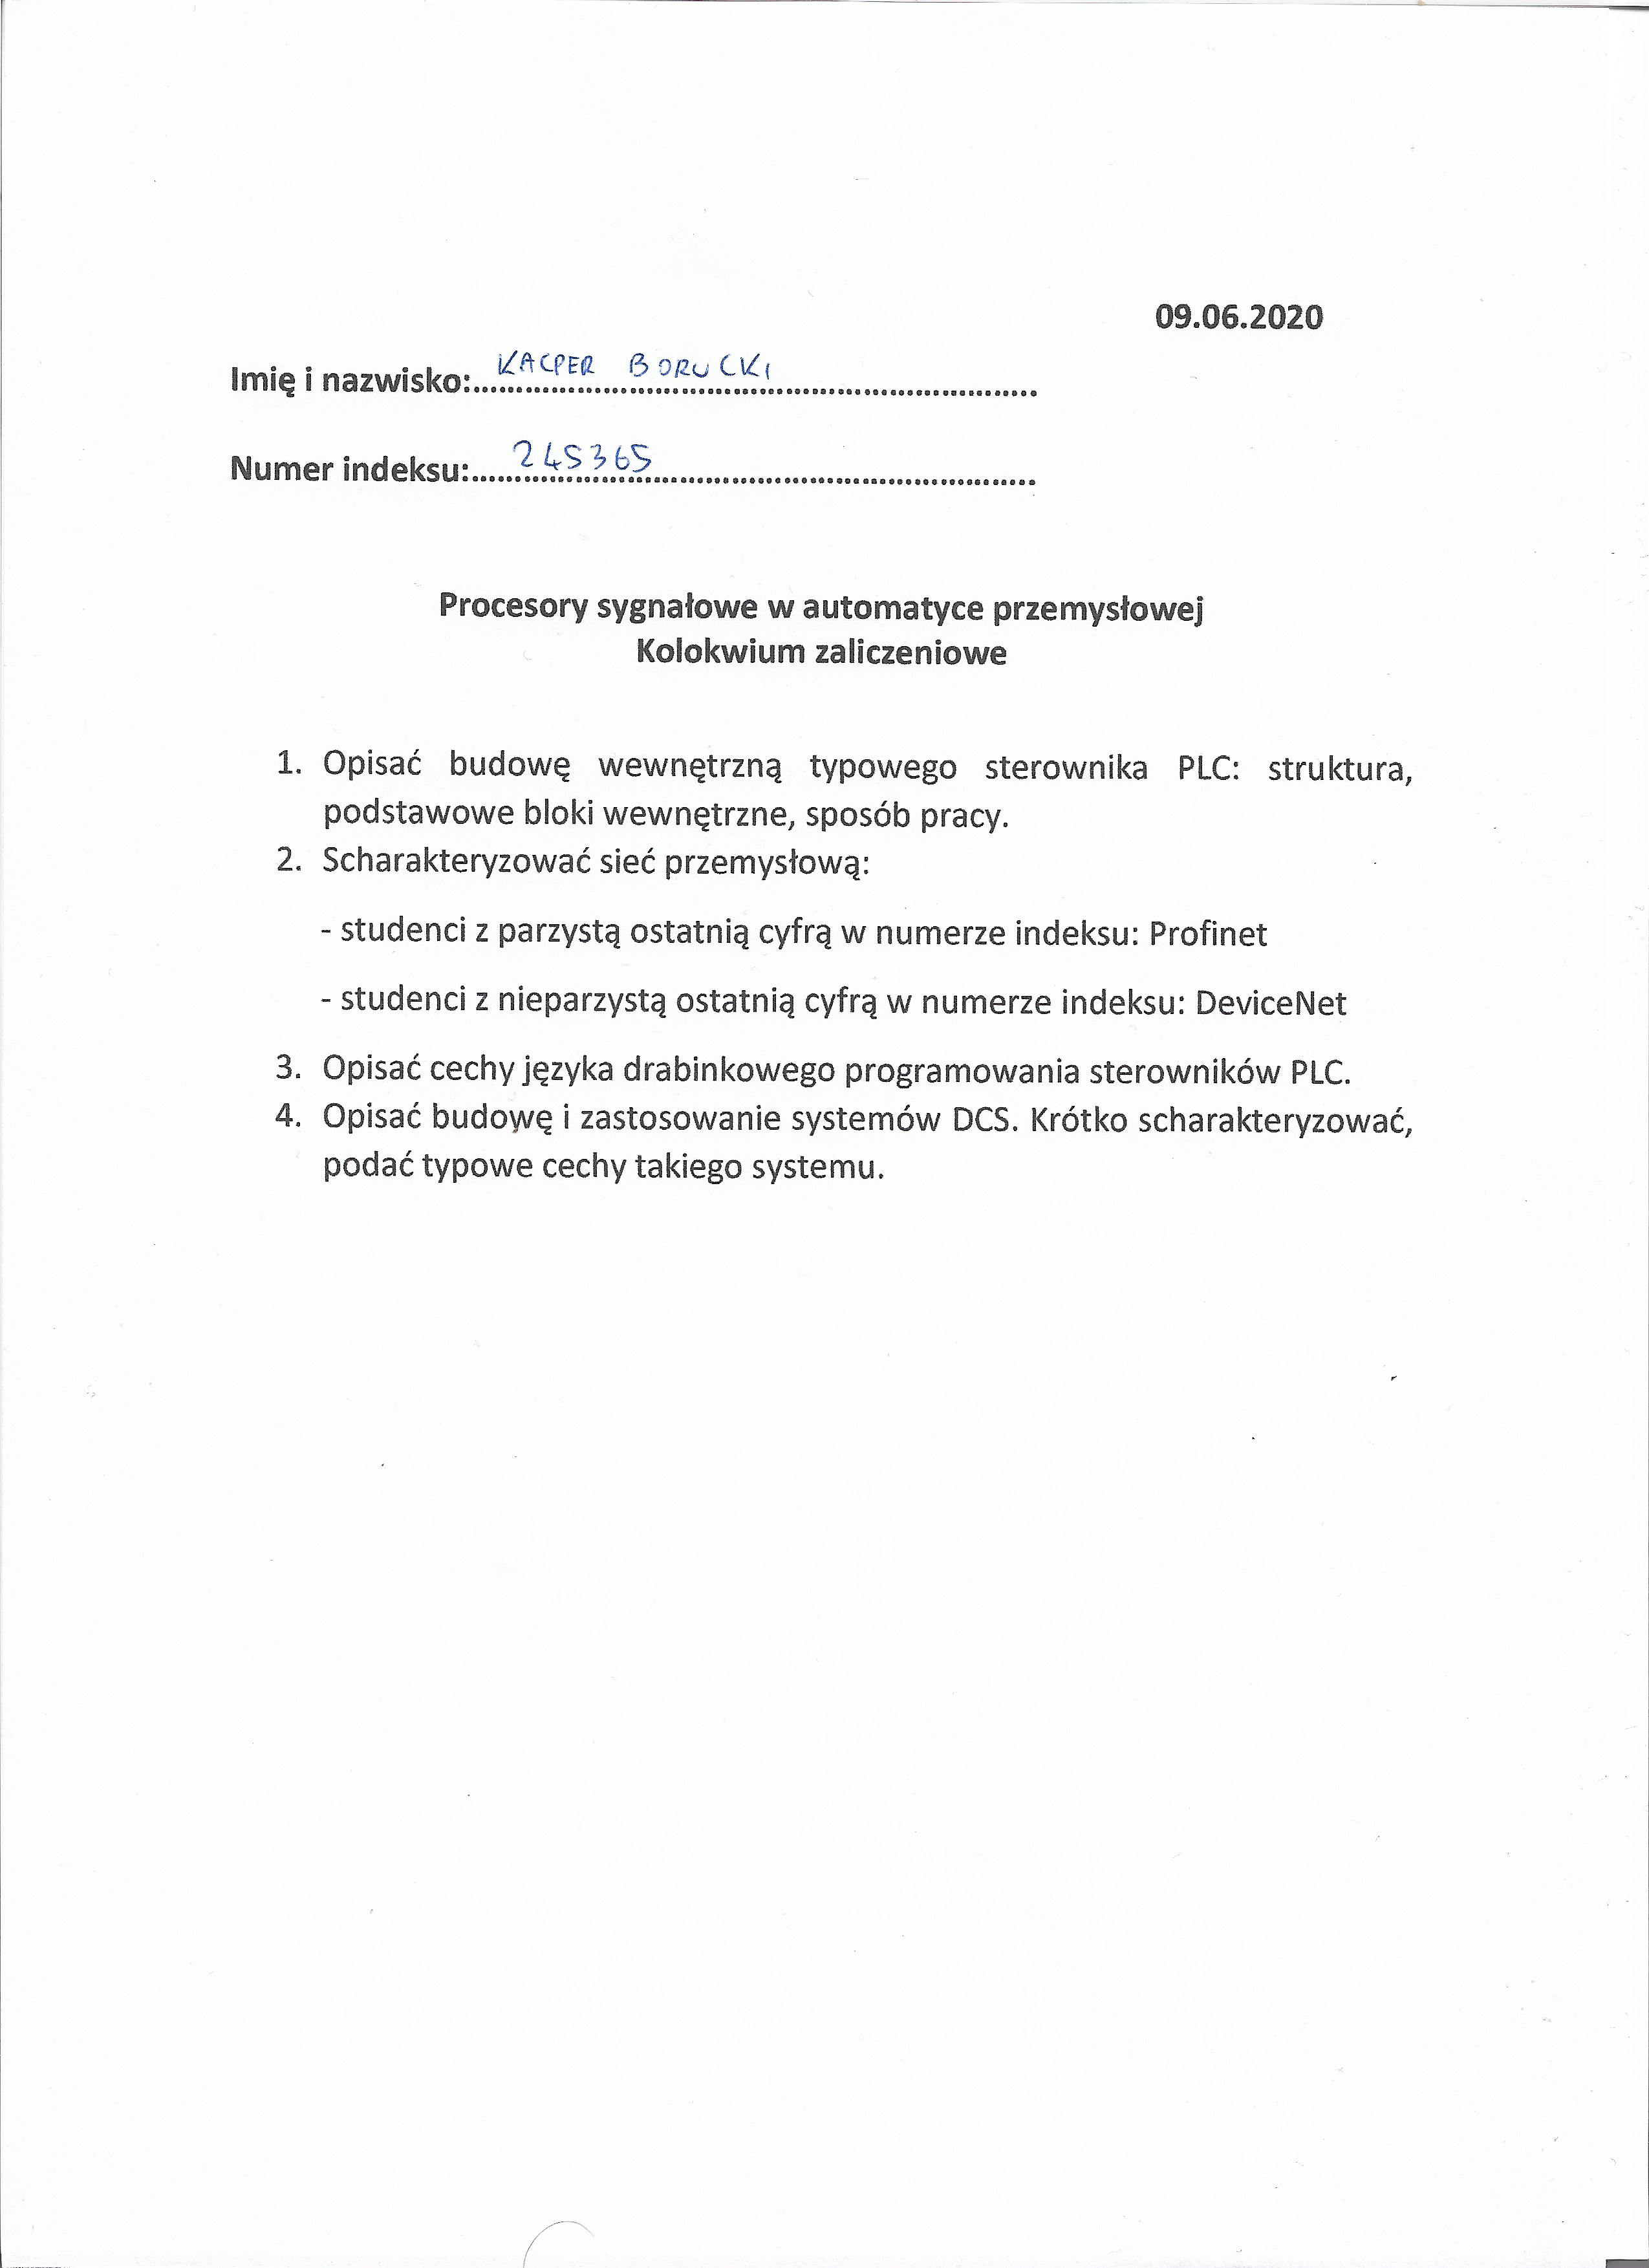 09.06.2020
Imię i nazwisko:....KACPER BORUCKI....
Numer indeksu:....245365....
Procesory sygnałowe w automatyce przemysłowej
Kolokwium zaliczeniowe
1. Opisać budowę wewnętrzną typowego sterownika PLC: struktura,
podstawowe bloki wewnętrzne, sposób pracy.
2. Scharakteryzować sieć przemysłową:
- studenci z parzystą ostatnią cyfrą w numerze indeksu: Profinet
- studenci z nieparzystą ostatnią cyfrą w numerze indeksu: DeviceNet
3. Opisać cechy języka drabinkowego programowania sterowników PLC.
4. Opisać budowę i zastosowanie systemów DCS. Krótko scharakteryzować,
podać typowe cechy takiego systemu.